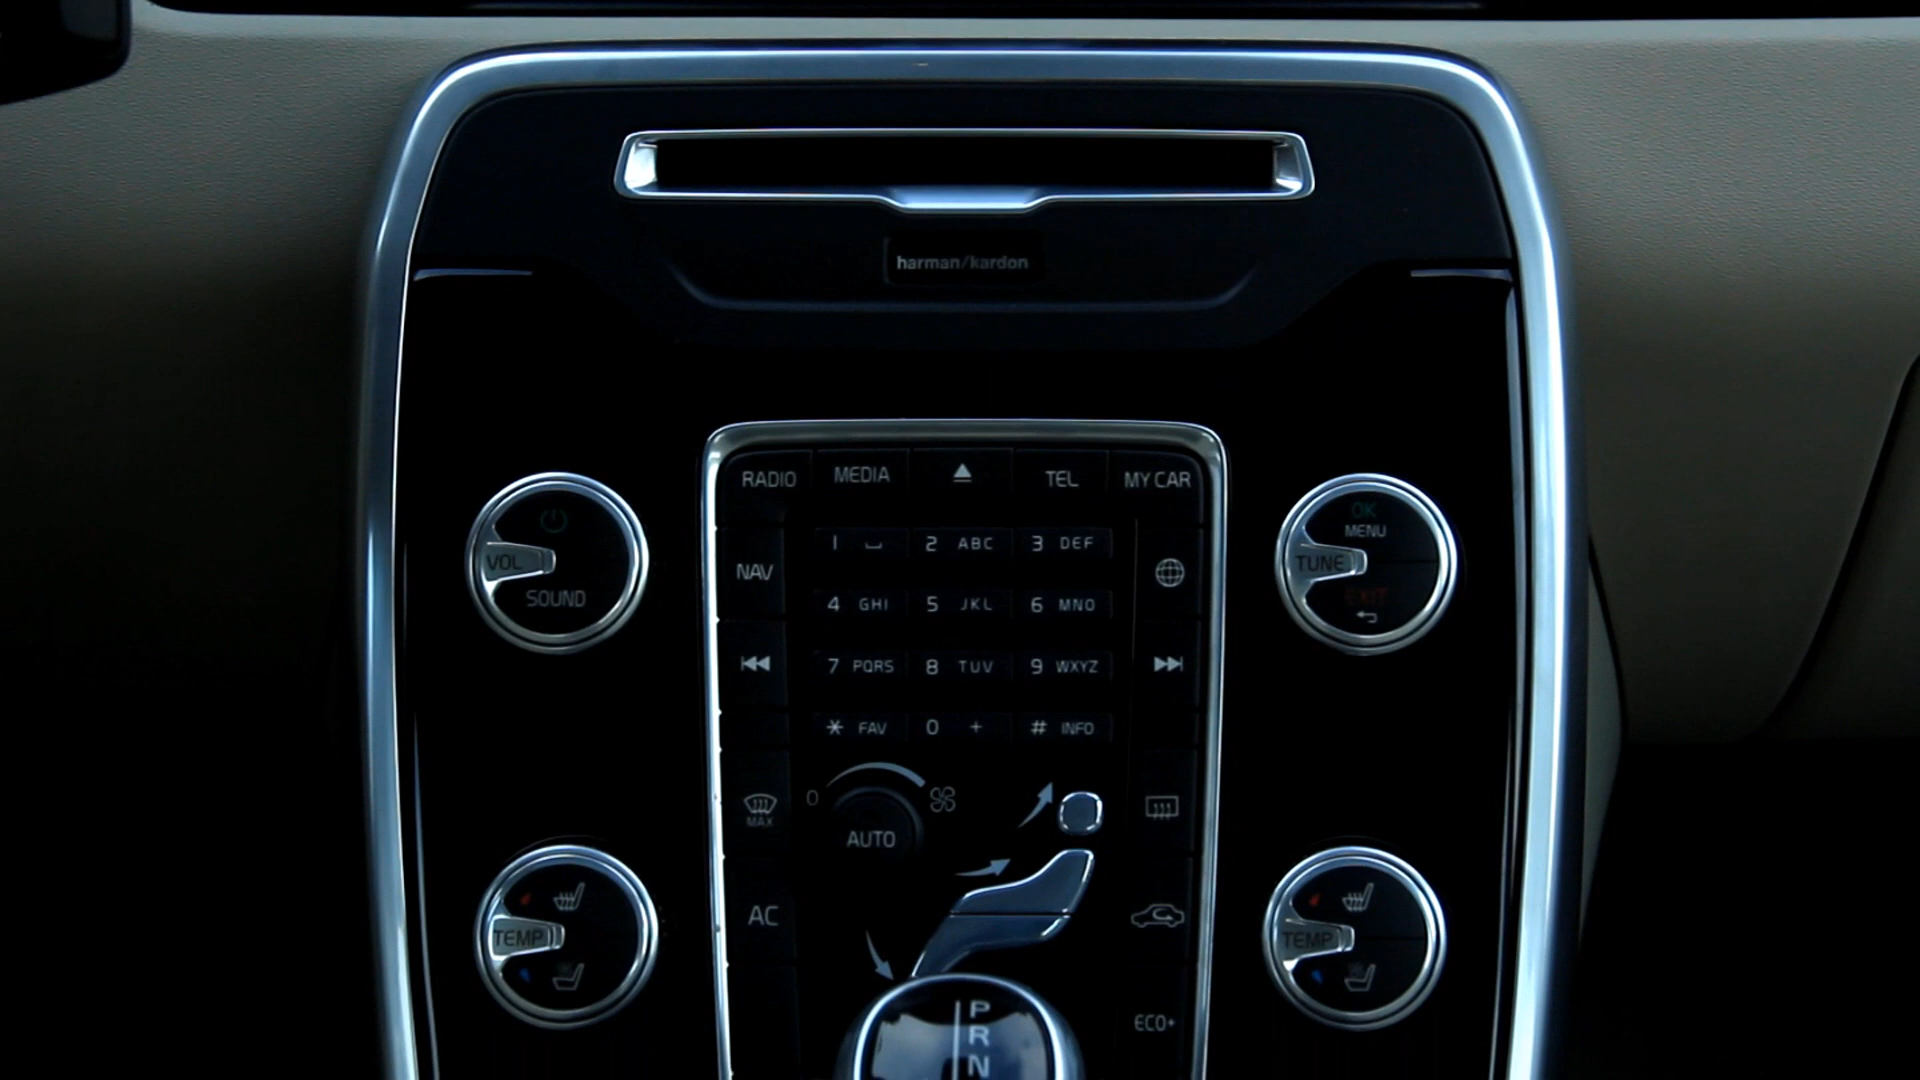 harman/kardon
RADIO MEDIA TEL MY CAR
VOL
SOUND
OK
MENU
TUNE
EXIT
NAV
1 2 ABC 3 DEF
4 GHI 5 JKL 6 MNO
7 PQRS 8 TUV 9 WXYZ
* FAV 0 + # INFO
MAX
0
AUTO
TEMP
AC
TEMP
ECO+
P
R
N